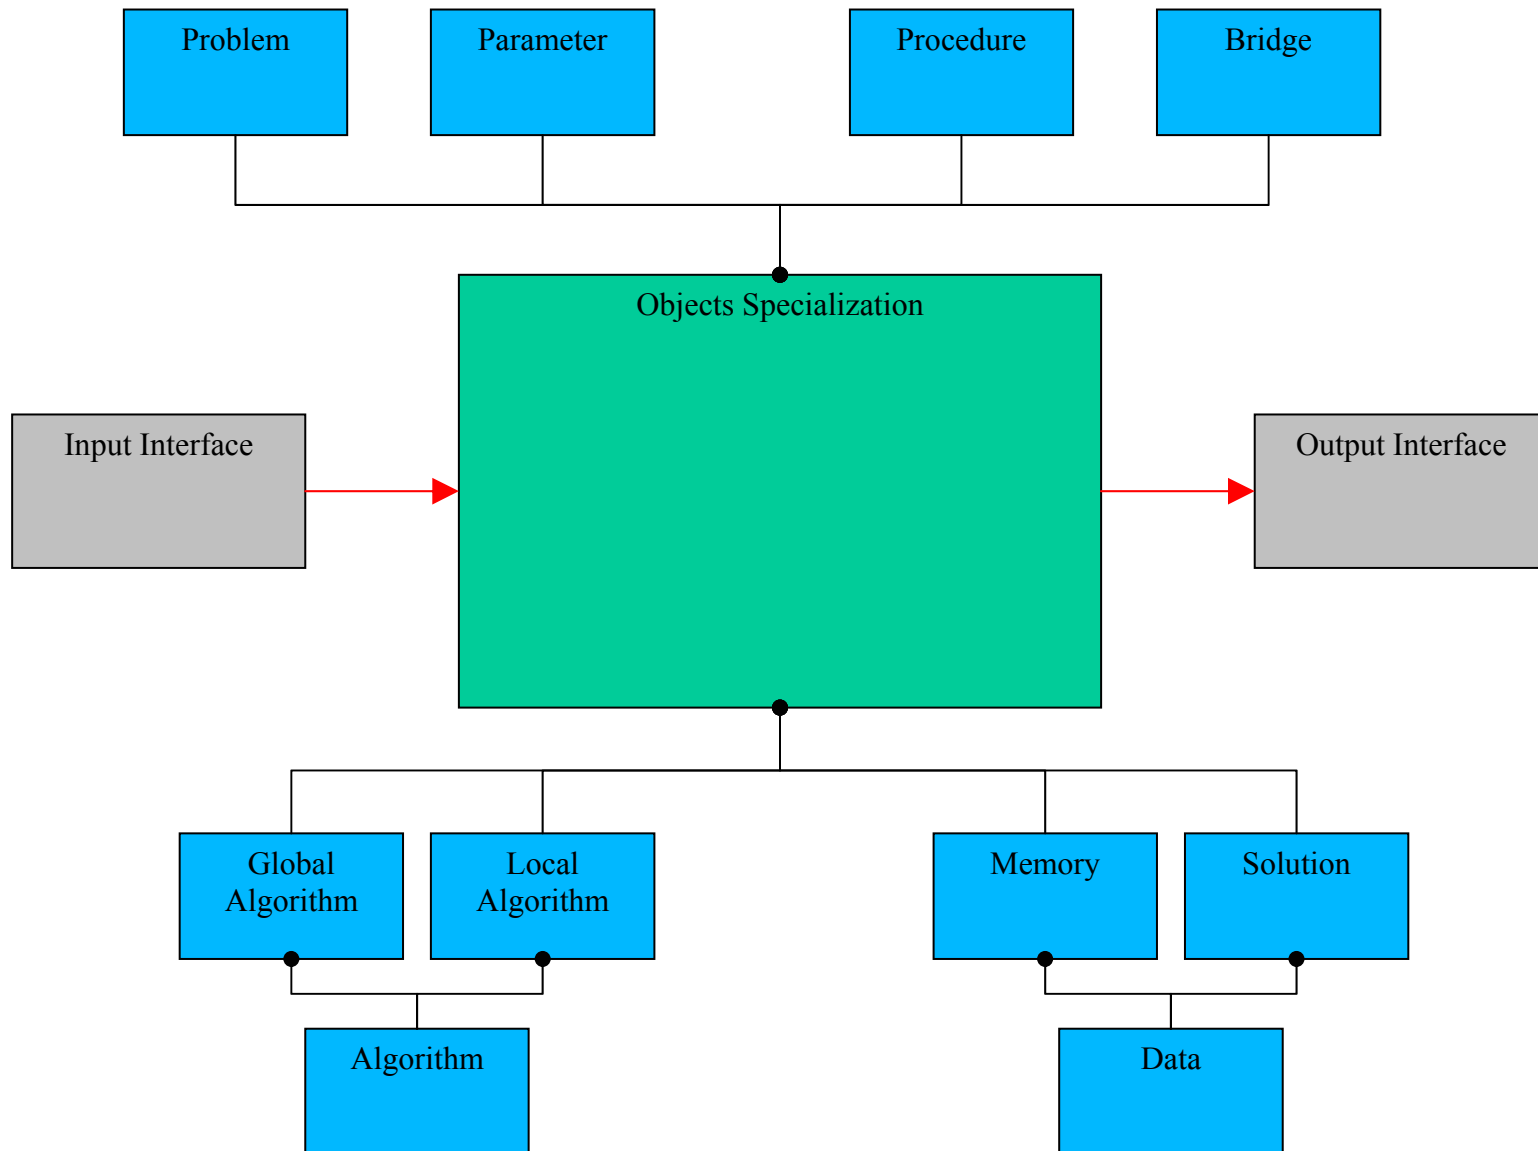 Problem
Parameter
Procedure
Bridge
Objects Specialization
Input Interface
Output Interface
Global
Algorithm
Local
Algorithm
Memory
Solution
Algorithm
Data